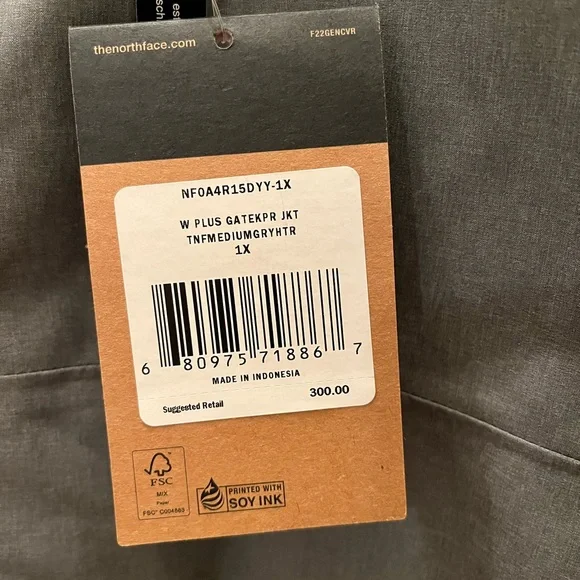 thenorthface.com
F22GENCVR
NF0A4R15DYY-1X
W PLUS GATEKPR JKT
TNFMEDIUMGRYHTR
1X
6 80975 71886 7
MADE IN INDONESIA
Suggested Retail 300.00
FSC
MIX
Paper
PRINTED WITH
SOY INK